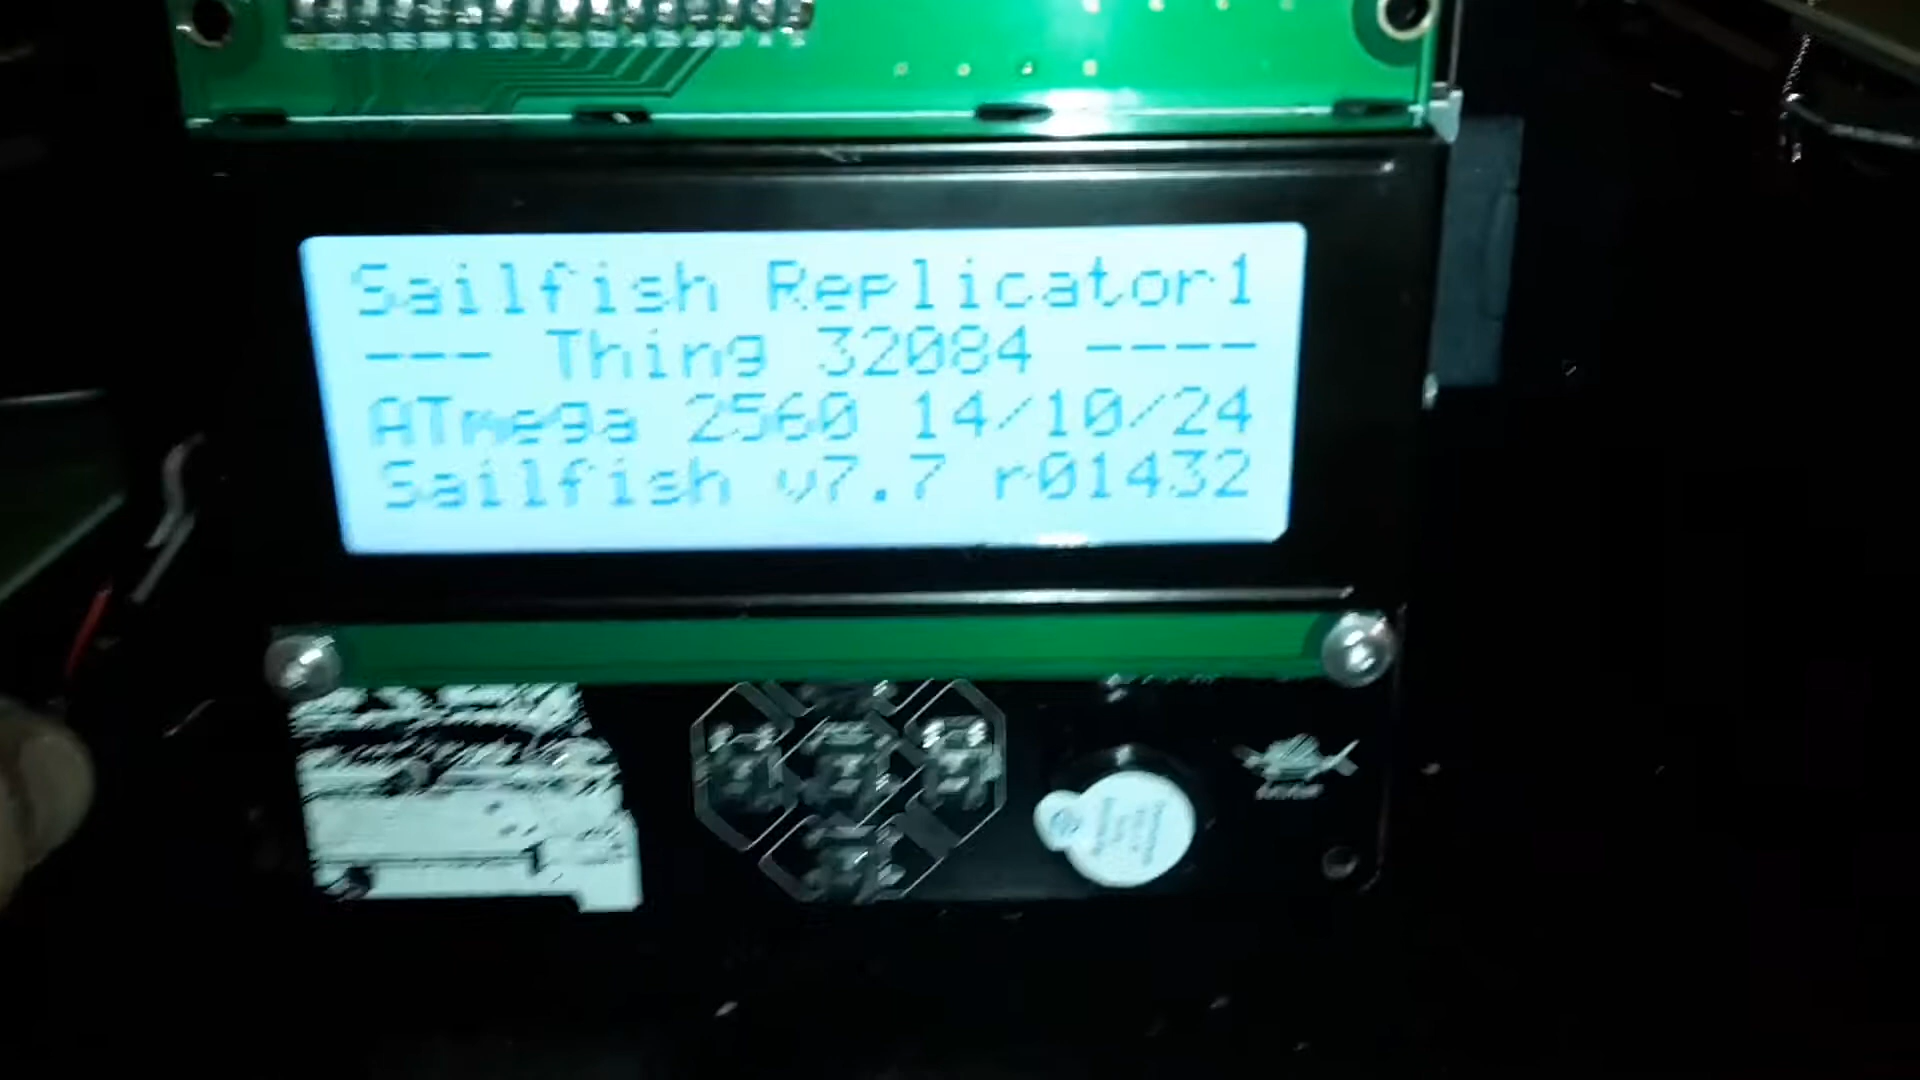 Sailfish Replicator1
--- Thing 32084 ----
ATmega 2560 14/10/24
Sailfish v7.7 r01432